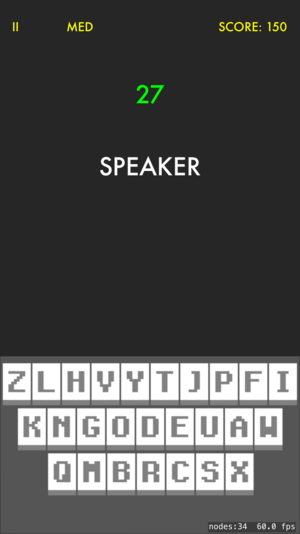 II MED SCORE: 150
27
SPEAKER
Z L H V Y T J P F I
K N G O D E U A W
Q M B R C S X
nodes:34 60.0 fps